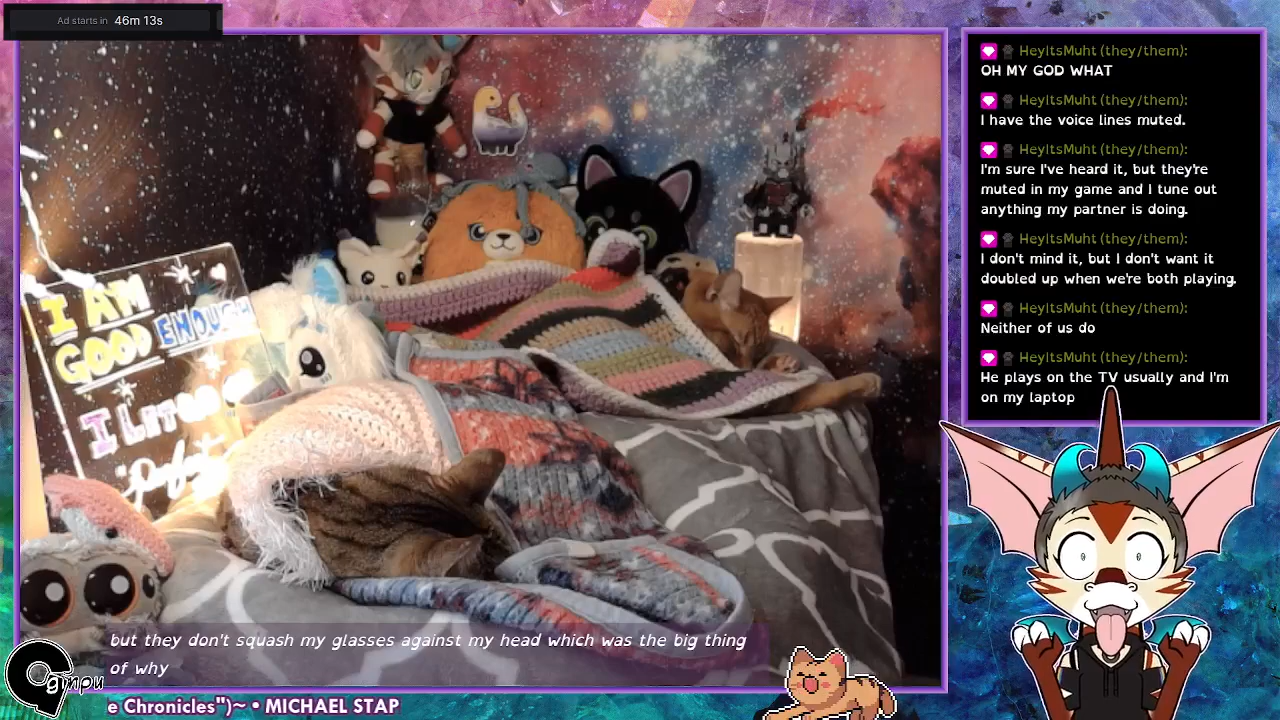 Ad starts in 46m 13s
HeyItsMuht (they/them):
OH MY GOD WHAT
HeyItsMuht (they/them):
I have the voice lines muted.
HeyItsMuht (they/them):
I'm sure I've heard it, but they're
muted in my game and I tune out
anything my partner is doing.
HeyItsMuht (they/them):
I don't mind it, but I don't want it
doubled up when we're both playing.
HeyItsMuht (they/them):
Neither of us do
HeyItsMuht (they/them):
He plays on the TV usually and I'm
on my laptop
I AM
GOOD ENOUGH
but they don't squash my glasses against my head which was the big thing
of why
ginpu
e Chronicles")~ • MICHAEL STAP